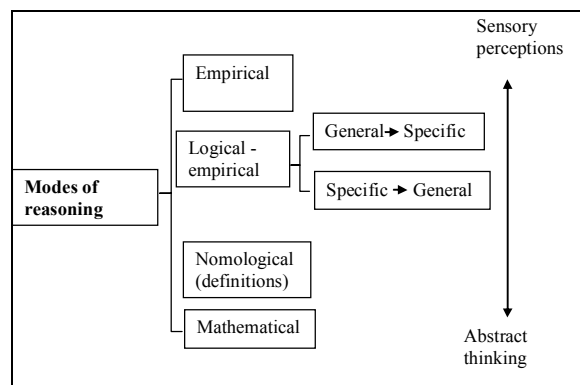 Sensory
perceptions
Empirical
General → Specific
Logical -
empirical
Modes of
reasoning
Specific → General
Nomological
(definitions)
Mathematical
Abstract
thinking